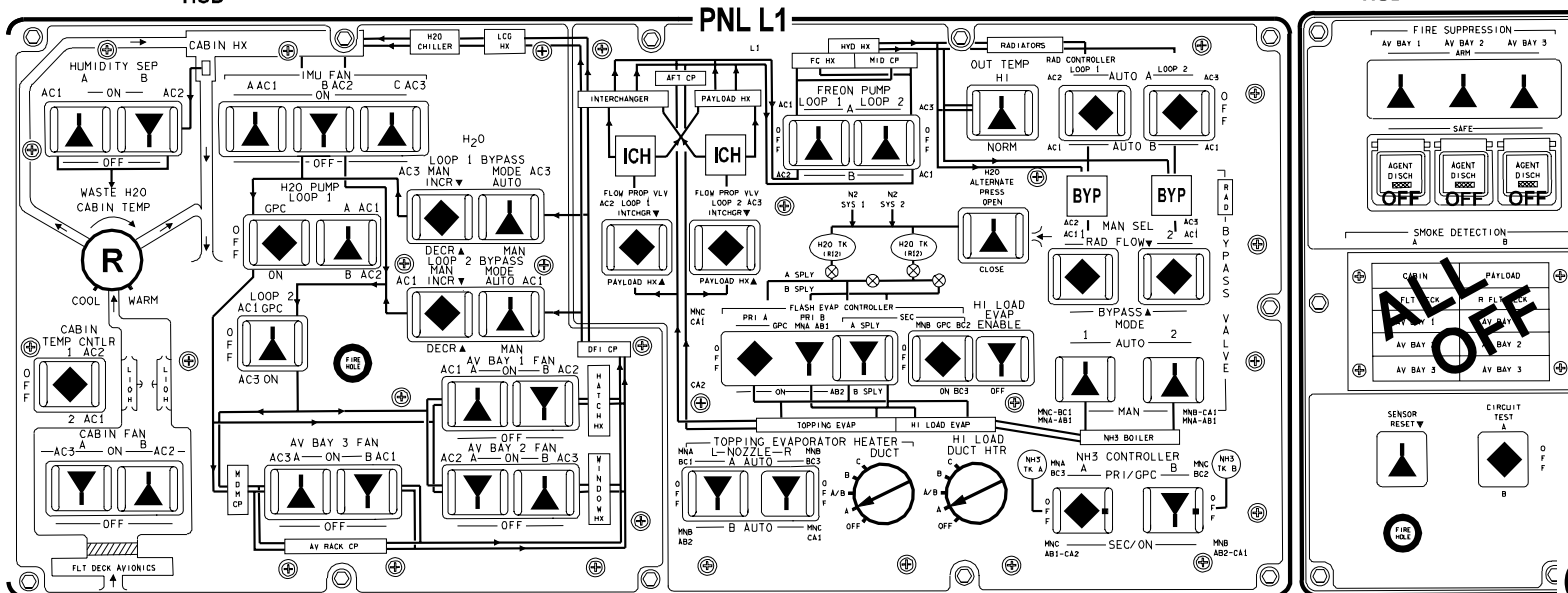 PNL L1
CABIN HX
H2O CHILLER
LCG HX
HUMIDITY SEP
A B
AC1 ON AC2
OFF
WASTE H2O
CABIN TEMP
R
COOL WARM
CABIN TEMP CNTLR
1 AC2
OFF
2 AC1
LIOH
LIOH
CABIN FAN
A B
AC3 ON AC2
OFF
FLT DECK AVIONICS
IMU FAN
A AC1 B AC2 C AC3
ON
OFF
H2O PUMP
LOOP 1
GPC A AC1
OFF
ON B AC2
LOOP 2
AC1 GPC
OFF
AC3 ON
FIRE HOLE
H2O
LOOP 1 BYPASS
MAN MODE
AC3 INCR▼ AUTO AC3
DECR▲ MAN
LOOP 2 BYPASS
MAN MODE
AC1 INCR▼ AUTO AC1
DECR▲ MAN
DFI CP
AV BAY 1 FAN
AC1 A ON B AC2
OFF
HATCH HX
AV BAY 3 FAN
AC3 A ON B AC1
OFF
AV BAY 2 FAN
AC2 A ON B AC3
OFF
WINDOW HX
MDM CP
AV RACK CP
L1
AFT CP
INTERCHANGER
PAYLOAD HX
ICH
ICH
FLOW PROP VLV
AC2 LOOP 1
INTCHGR▼
PAYLOAD HX▲
FLOW PROP VLV
LOOP 2 AC3
INTCHGR▼
PAYLOAD HX▲
HYD HX
FC HX
MID CP
RADIATORS
FREON PUMP
LOOP 1 LOOP 2
AC1 A AC3
OFF OFF
AC2 B AC1
OUT TEMP
HI
NORM
RAD CONTROLLER
LOOP 1 LOOP 2
AC2 AUTO A AC3
OFF
AC1 AUTO B AC1
N2 SYS 1
N2 SYS 2
H2O TK (R12)
H2O TK (R12)
A SPLY
B SPLY
H2O ALTERNATE PRESS
OPEN
CLOSE
BYP
BYP
AC2 AC1
AC3 AC1
MAN SEL
1 RAD FLOW▼ 2
BYPASS▲
MODE
1 AUTO 2
MAN
MNC-BC1
MNA-AB1
MNB-CA1
MNA-AB1
RAD BYPASS VALVE
MNC CA1
FLASH EVAP CONTROLLER
PRI A PRI B SEC
GPC MNA AB1 A SPLY MNB GPC BC2
OFF
CA2 ON AB2 B SPLY ON BC3
HI LOAD EVAP ENABLE
OFF
TOPPING EVAP
HI LOAD EVAP
NH3 BOILER
TOPPING EVAPORATOR HEATER
L-NOZZLE-R DUCT
MNA BC1 A AUTO MNB BC3
OFF OFF
MNB AB2 B AUTO MNC CA1
C
B
A/B
A
OFF
HI LOAD DUCT HTR
C
B
A/B
A
OFF
NH3 TK A
NH3 TK B
NH3 CONTROLLER
MNA BC3 A B MNC BC2
PRI/GPC
OFF OFF
SEC/ON
MNC AB1-CA2
MNB AB2-CA1
FIRE SUPPRESSION
AV BAY 1 AV BAY 2 AV BAY 3
ARM
SAFE
AGENT DISCH AGENT DISCH AGENT DISCH
OFF OFF OFF
SMOKE DETECTION
A B
CABIN PAYLOAD
FLT DECK R FLT DECK
AV BAY 1
AV BAY 2 AV BAY 2
AV BAY 3 AV BAY 3
ALL OFF
SENSOR
RESET▼
CIRCUIT TEST
A
OFF
B
FIRE HOLE